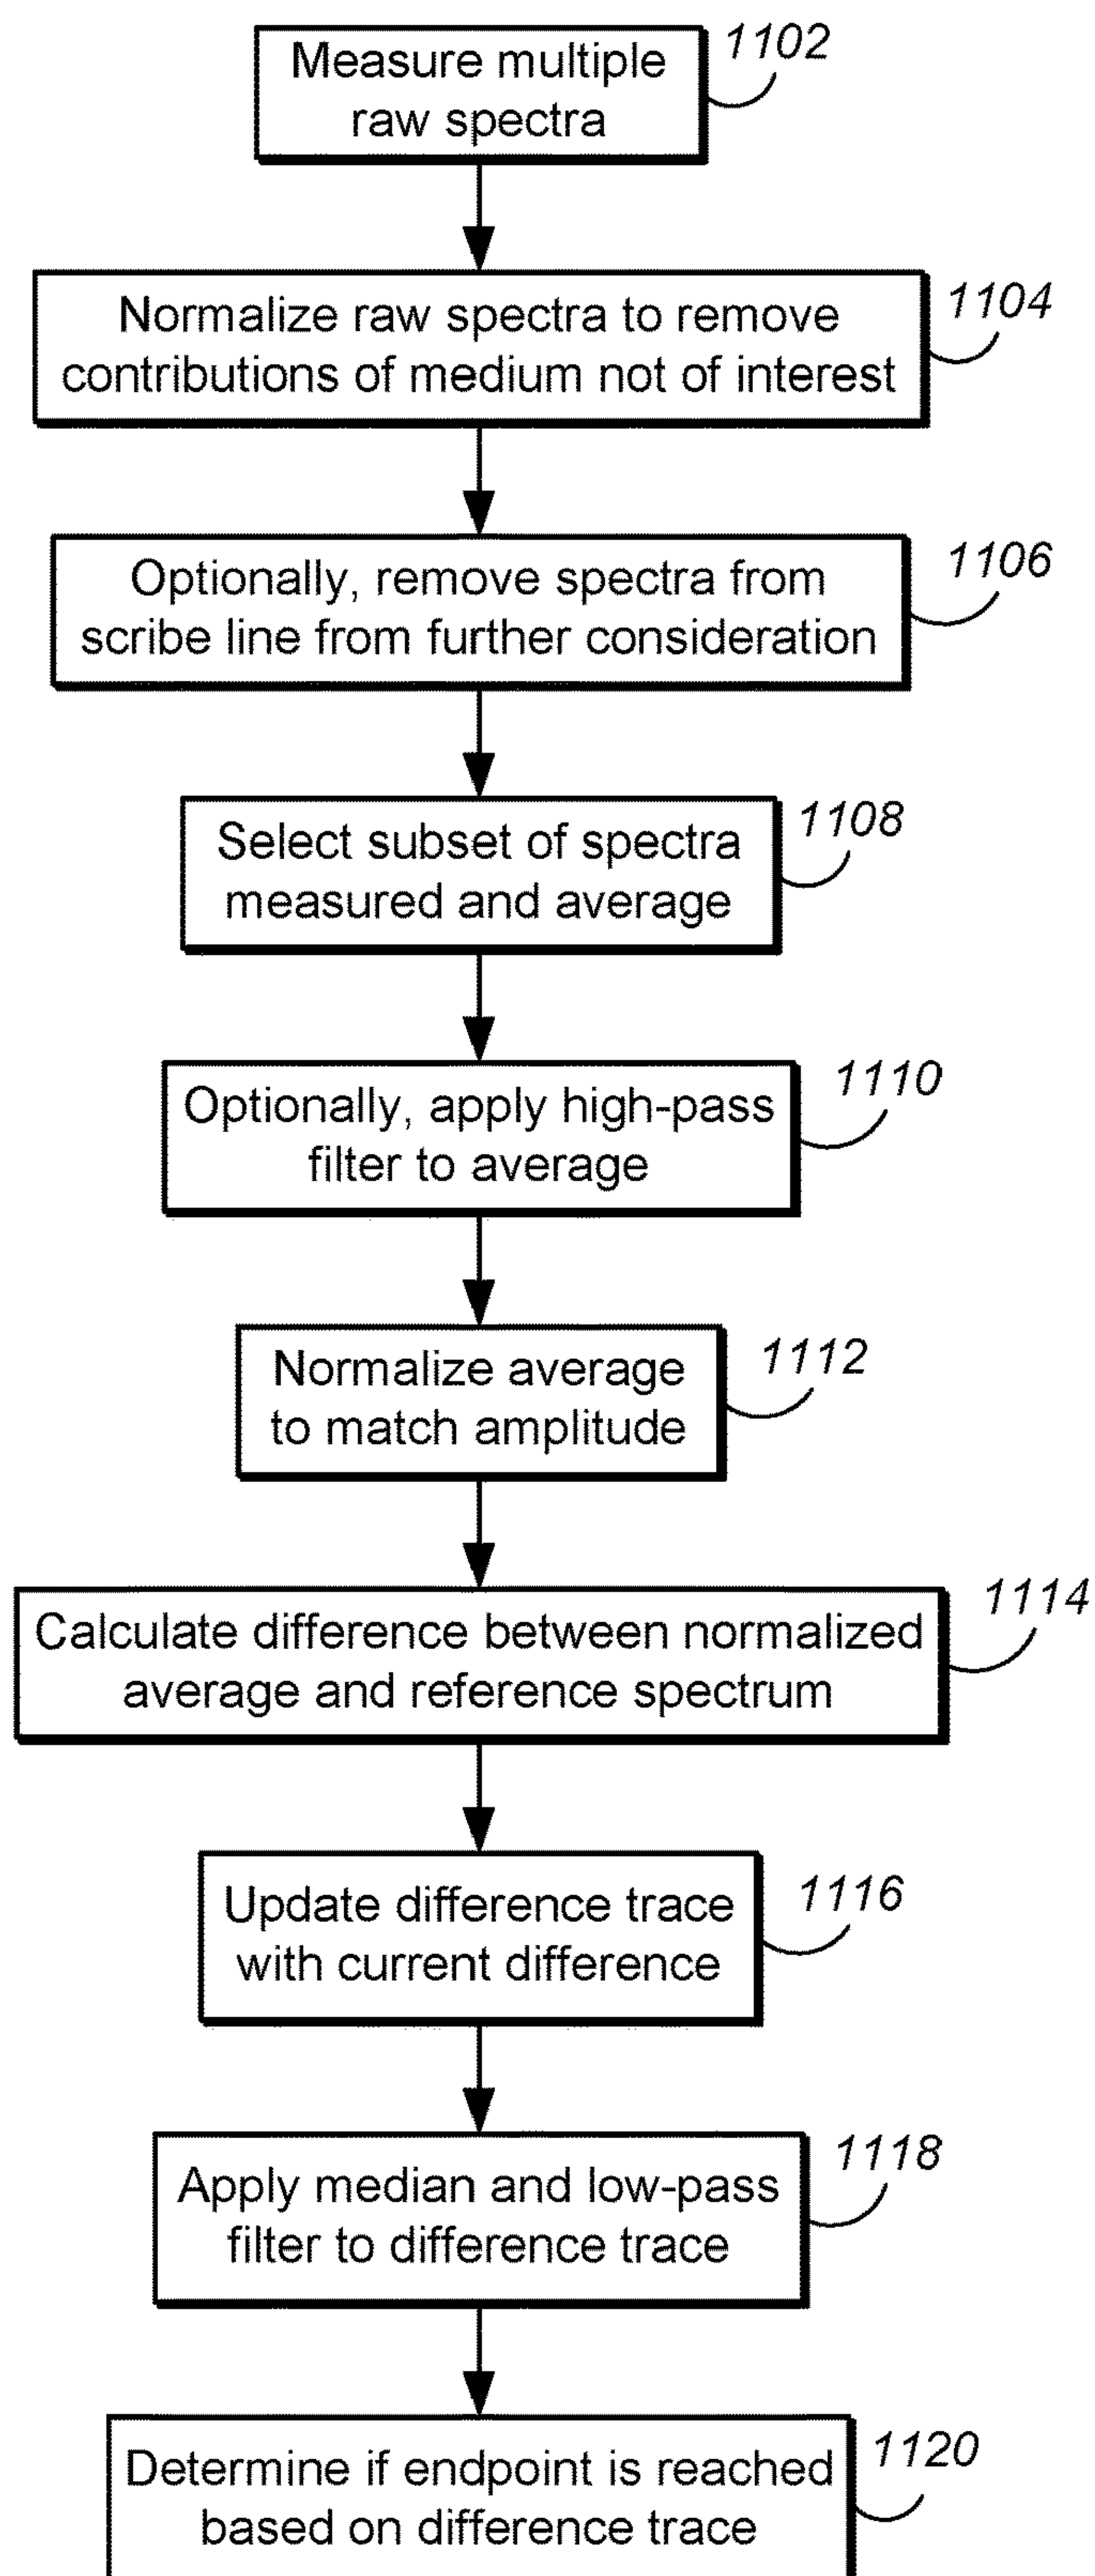 Measure multiple
raw spectra
1102
Normalize raw spectra to remove
contributions of medium not of interest
1104
Optionally, remove spectra from
scribe line from further consideration
1106
Select subset of spectra
measured and average
1108
Optionally, apply high-pass
filter to average
1110
Normalize average
to match amplitude
1112
Calculate difference between normalized
average and reference spectrum
1114
Update difference trace
with current difference
1116
Apply median and low-pass
filter to difference trace
1118
Determine if endpoint is reached
based on difference trace
1120